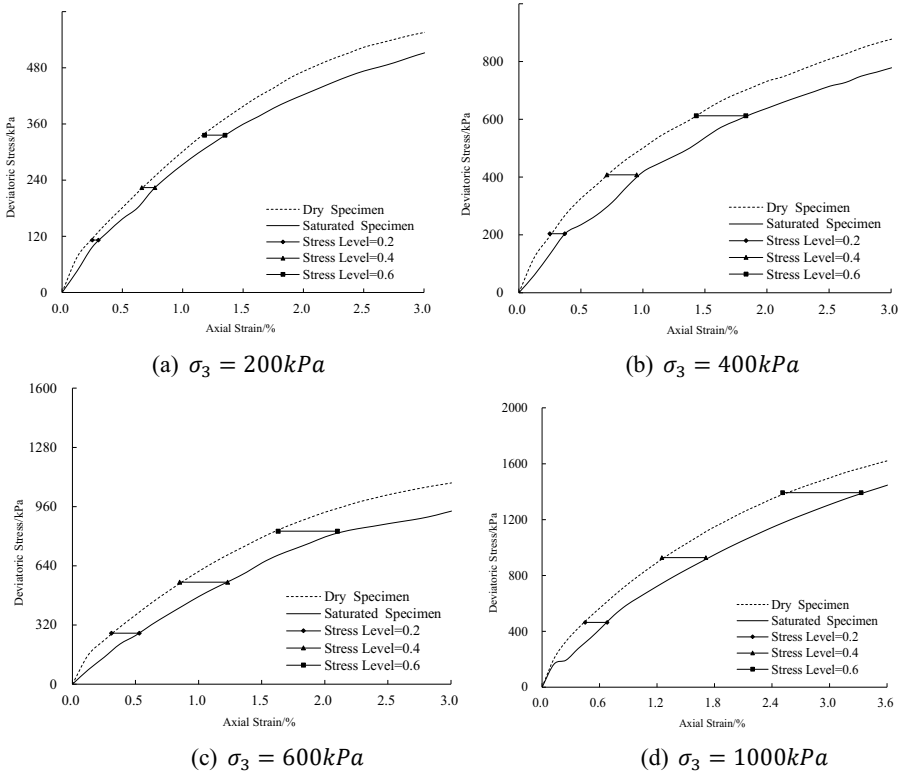 Deviatoric Stress/kPa
480
360
240
120
0
0.0 0.5 1.0 1.5 2.0 2.5 3.0
Axial Strain/%
Dry Specimen
Saturated Specimen
Stress Level=0.2
Stress Level=0.4
Stress Level=0.6
(a) σ₃ = 200kPa
Deviatoric Stress/kPa
800
600
400
200
0
0.0 0.5 1.0 1.5 2.0 2.5 3.0
Axial Strain/%
Dry Specimen
Saturated Specimen
Stress Level=0.2
Stress Level=0.4
Stress Level=0.6
(b) σ₃ = 400kPa
Deviatoric Stress/kPa
1600
1280
960
640
320
0
0.0 0.5 1.0 1.5 2.0 2.5 3.0
Axial Strain/%
Dry Specimen
Saturated Specimen
Stress Level=0.2
Stress Level=0.4
Stress Level=0.6
(c) σ₃ = 600kPa
Deviatoric Stress/kPa
2000
1600
1200
800
400
0
0.0 0.6 1.2 1.8 2.4 3.0 3.6
Axial Strain/%
Dry Specimen
Saturated Specimen
Stress Level=0.2
Stress Level=0.4
Stress Level=0.6
(d) σ₃ = 1000kPa